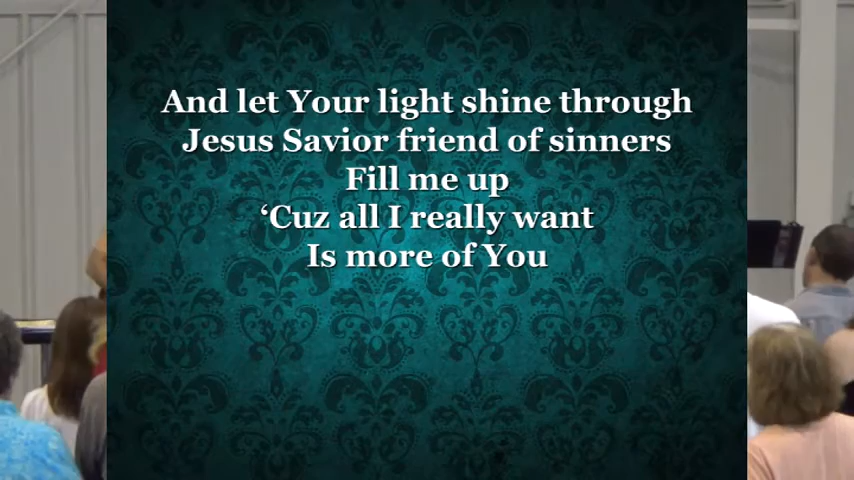 And let Your light shine through
Jesus Savior friend of sinners
Fill me up
‘Cuz all I really want
Is more of You